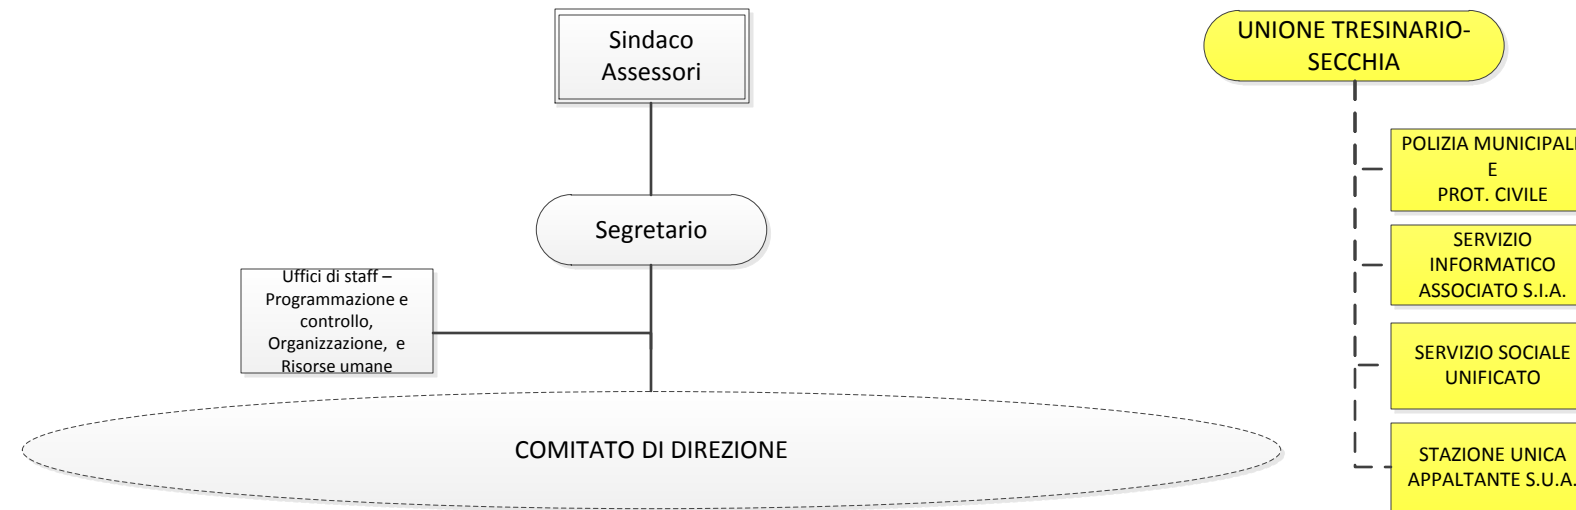 Sindaco
Assessori
Segretario
Uffici di staff –
Programmazione e
controllo,
Organizzazione, e
Risorse umane
COMITATO DI DIREZIONE
UNIONE TRESINARIO-
SECCHIA
POLIZIA MUNICIPALE
E
PROT. CIVILE
SERVIZIO
INFORMATICO
ASSOCIATO S.I.A.
SERVIZIO SOCIALE
UNIFICATO
STAZIONE UNICA
APPALTANTE S.U.A.